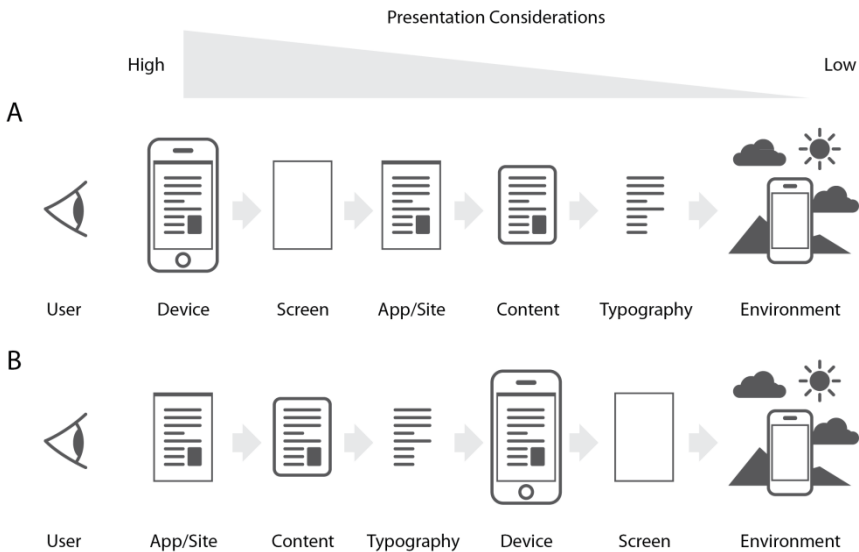 Presentation Considerations
High
Low
A
User
Device
Screen
App/Site
Content
Typography
Environment
B
User
App/Site
Content
Typography
Device
Screen
Environment